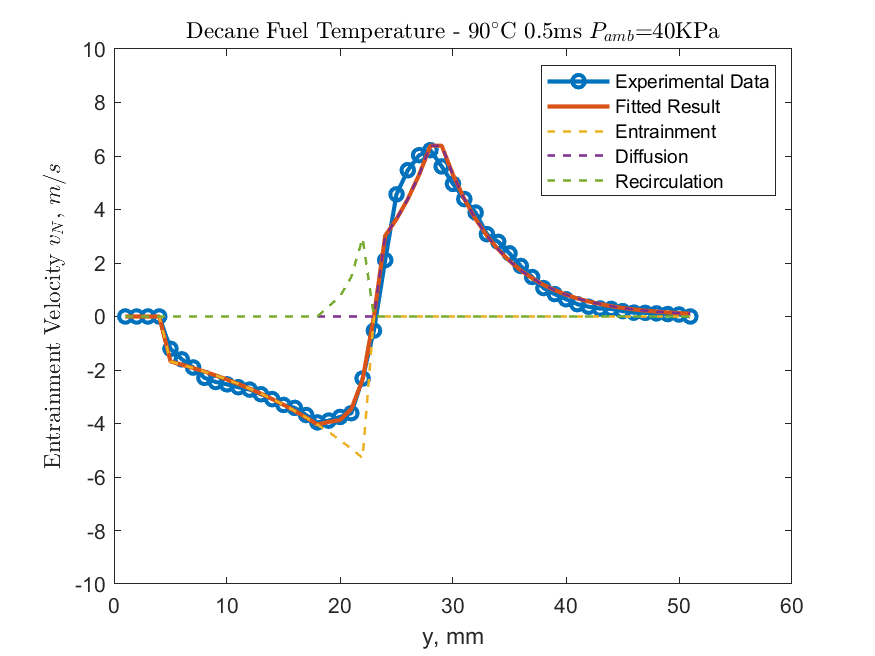 Decane Fuel Temperature - 90°C 0.5ms P_amb=40KPa
10
8
6
4
2
0
-2
-4
-6
-8
-10
Entrainment Velocity v_N, m/s
Experimental Data
Fitted Result
Entrainment
Diffusion
Recirculation
0 10 20 30 40 50 60
y, mm